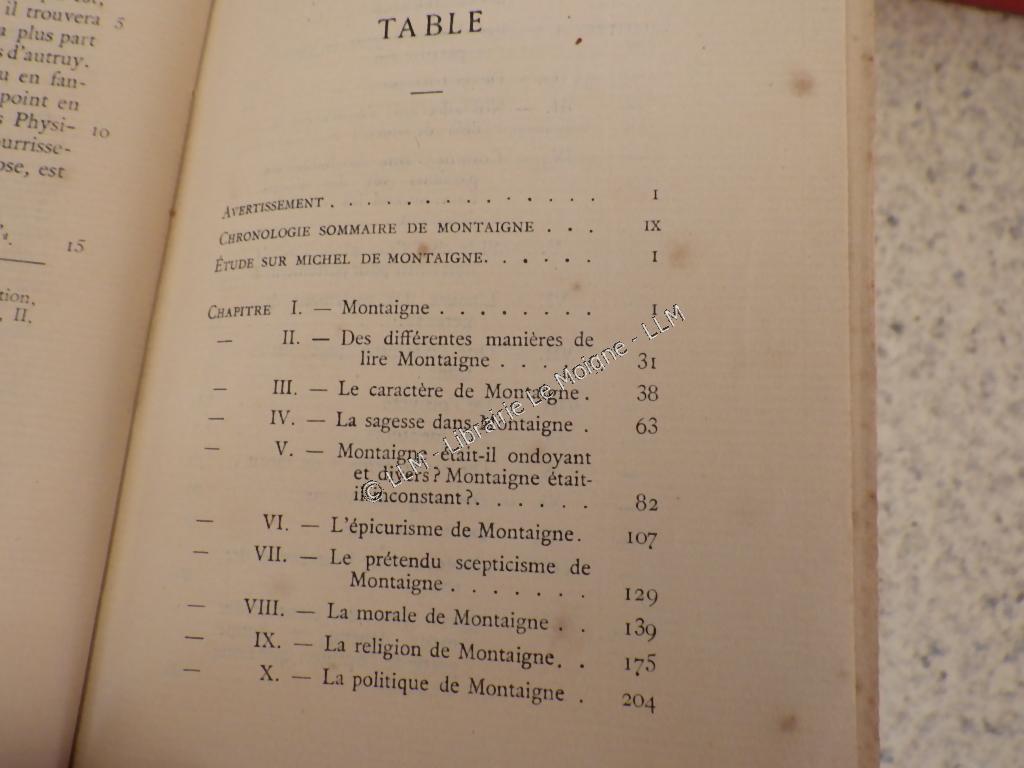 il trouvera 5
plus part
d'autruy.
en fan-
point en
Physi- 10
ourrisse-
ose, est
15
tion,
II.
TABLE
AVERTISSEMENT . . . . . . . . . . . . . . I
CHRONOLOGIE SOMMAIRE DE MONTAIGNE . . . IX
ÉTUDE SUR MICHEL DE MONTAIGNE. . . . . . I
CHAPITRE I. — Montaigne . . . . . . . . I
— II. — Des différentes manières de
lire Montaigne . . . . . 31
— III. — Le caractère de Montaigne. 38
— IV. — La sagesse dans Montaigne . 63
— V. — Montaigne était-il ondoyant
et divers? Montaigne était-
il inconstant?. . . . . . 82
— VI. — L'épicurisme de Montaigne. 107
— VII. — Le prétendu scepticisme de
Montaigne . . . . . . . 129
— VIII. — La morale de Montaigne . . 139
— IX. — La religion de Montaigne. . 175
— X. — La politique de Montaigne . 204
© LLM - Librairie Le Moigne - LLM